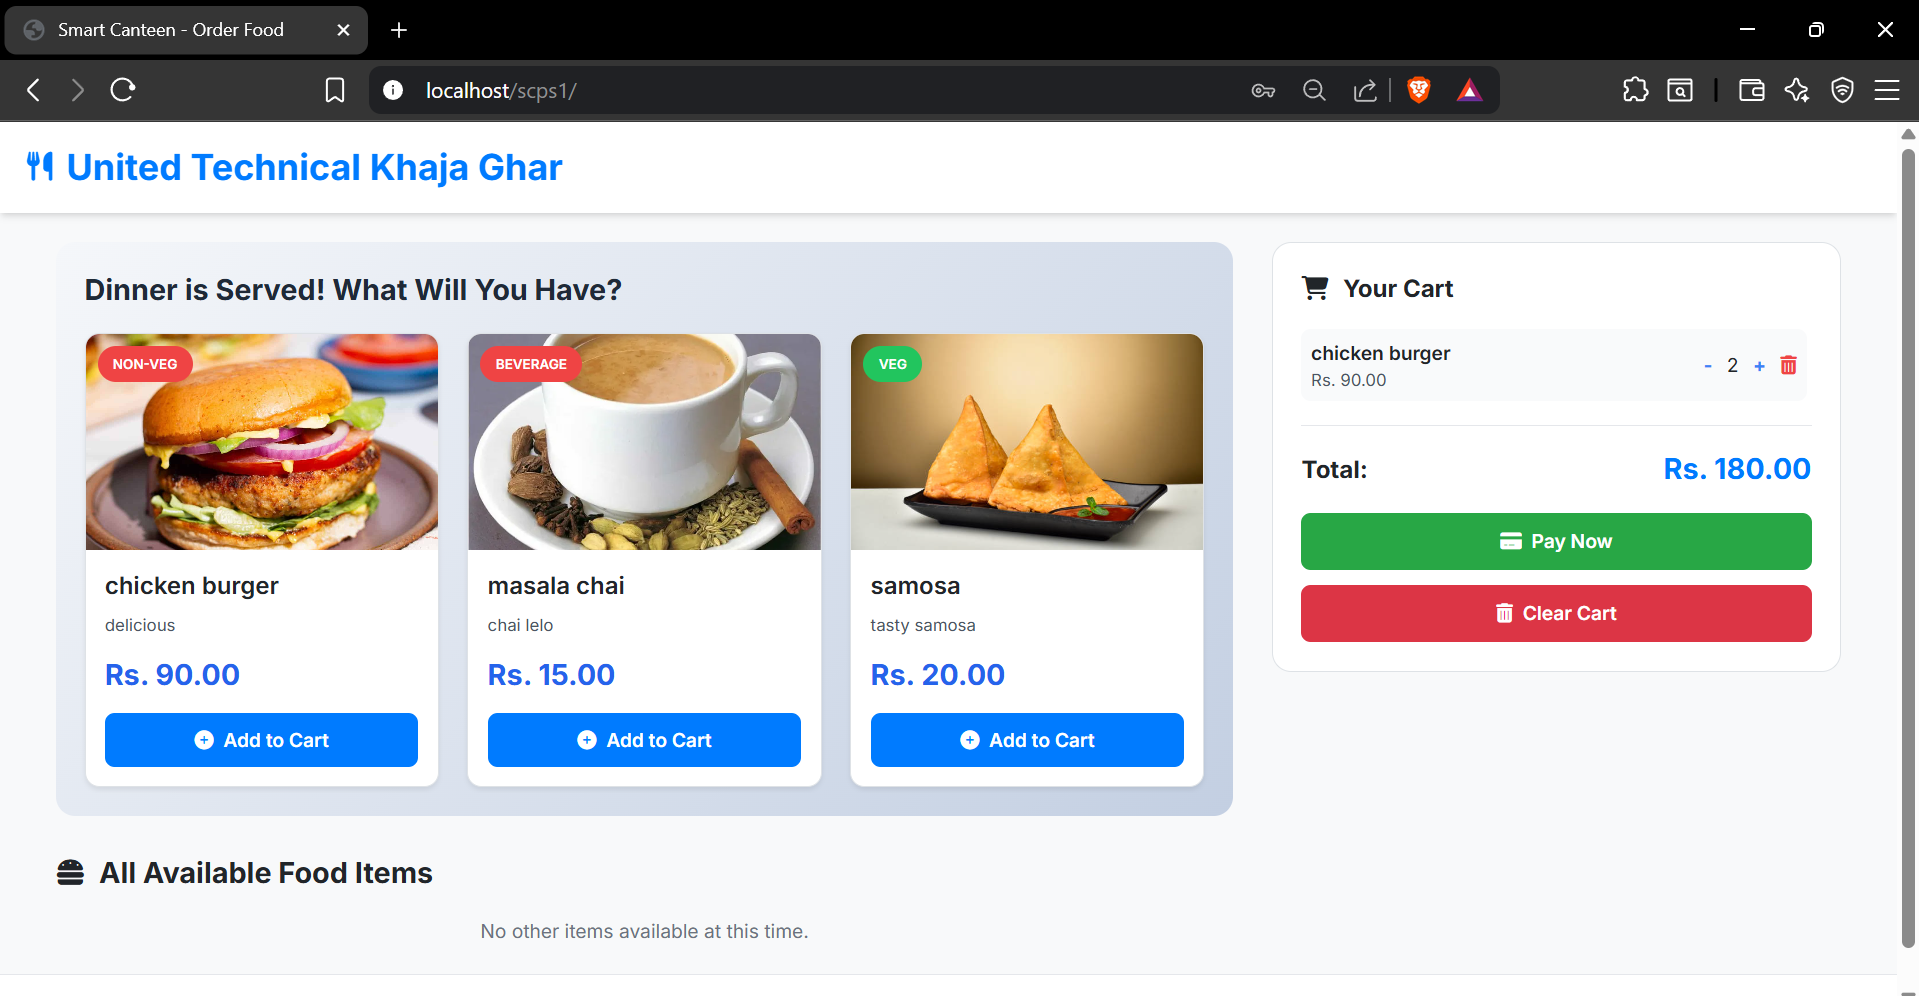 Smart Canteen - Order Food
localhost/scps1/
United Technical Khaja Ghar
Dinner is Served! What Will You Have?
NON-VEG
chicken burger
delicious
Rs. 90.00
Add to Cart
BEVERAGE
masala chai
chai lelo
Rs. 15.00
Add to Cart
VEG
samosa
tasty samosa
Rs. 20.00
Add to Cart
Your Cart
chicken burger
Rs. 90.00
- 2 +
Total: Rs. 180.00
Pay Now
Clear Cart
All Available Food Items
No other items available at this time.